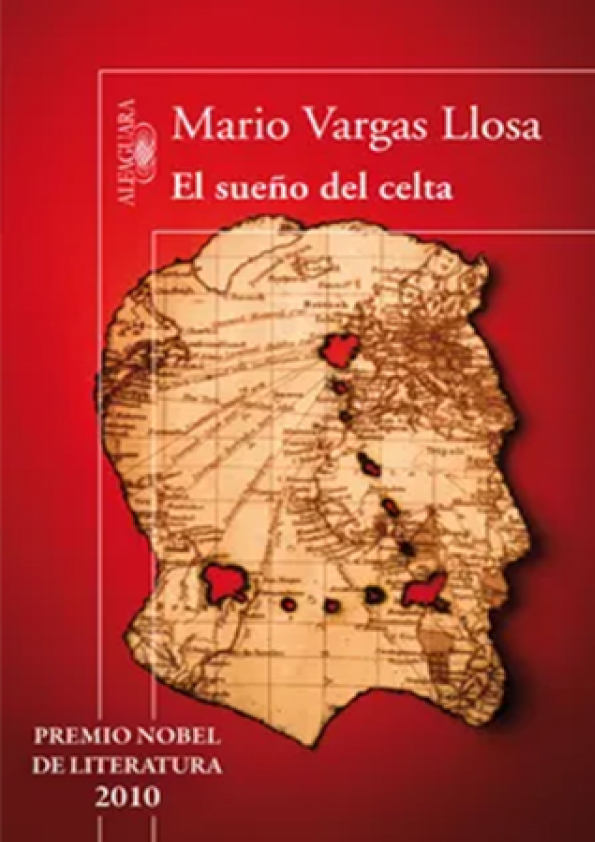 ALFAGUARA
Mario Vargas Llosa
El sueño del celta
PREMIO NOBEL
DE LITERATURA
2010